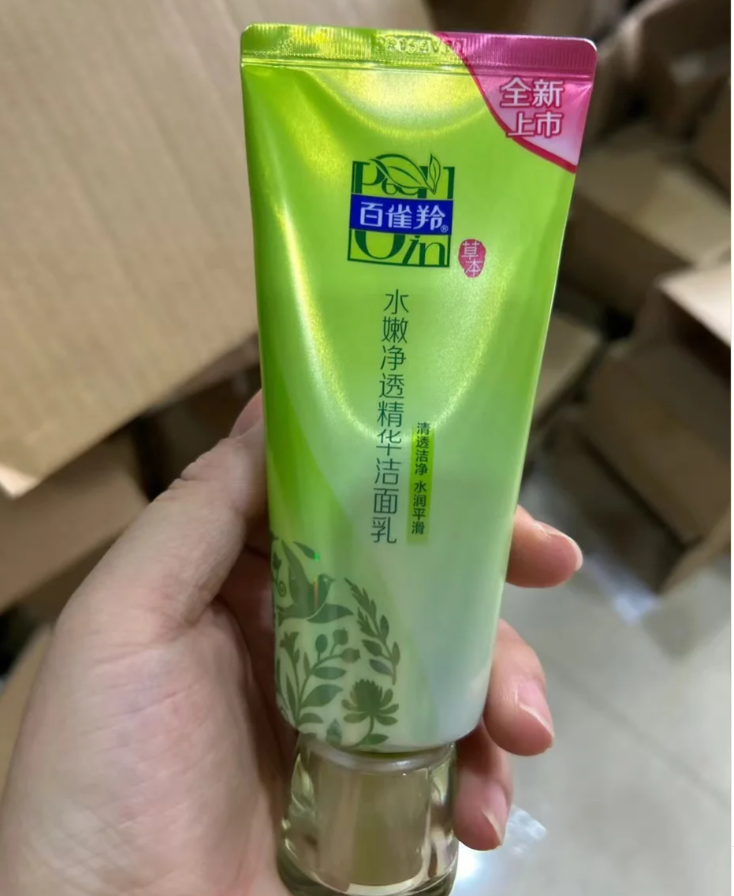 全新
上市
百雀羚®
草本
水嫩净透精华洁面乳
清透洁净 水润平滑